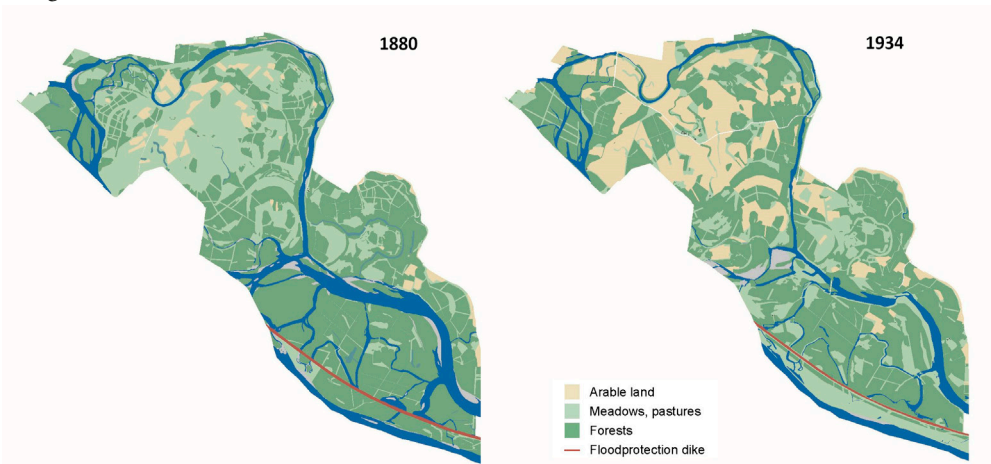 1880
1934
Arable land
Meadows, pastures
Forests
Floodprotection dike